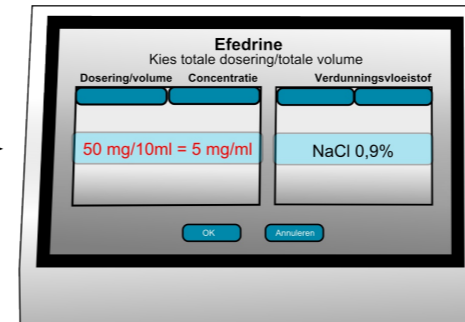 Efedrine
Kies totale dosering/totale volume
Dosering/volume Concentratie Verdunningsvloeistof
50 mg/10ml = 5 mg/ml NaCl 0,9%
OK Annuleren